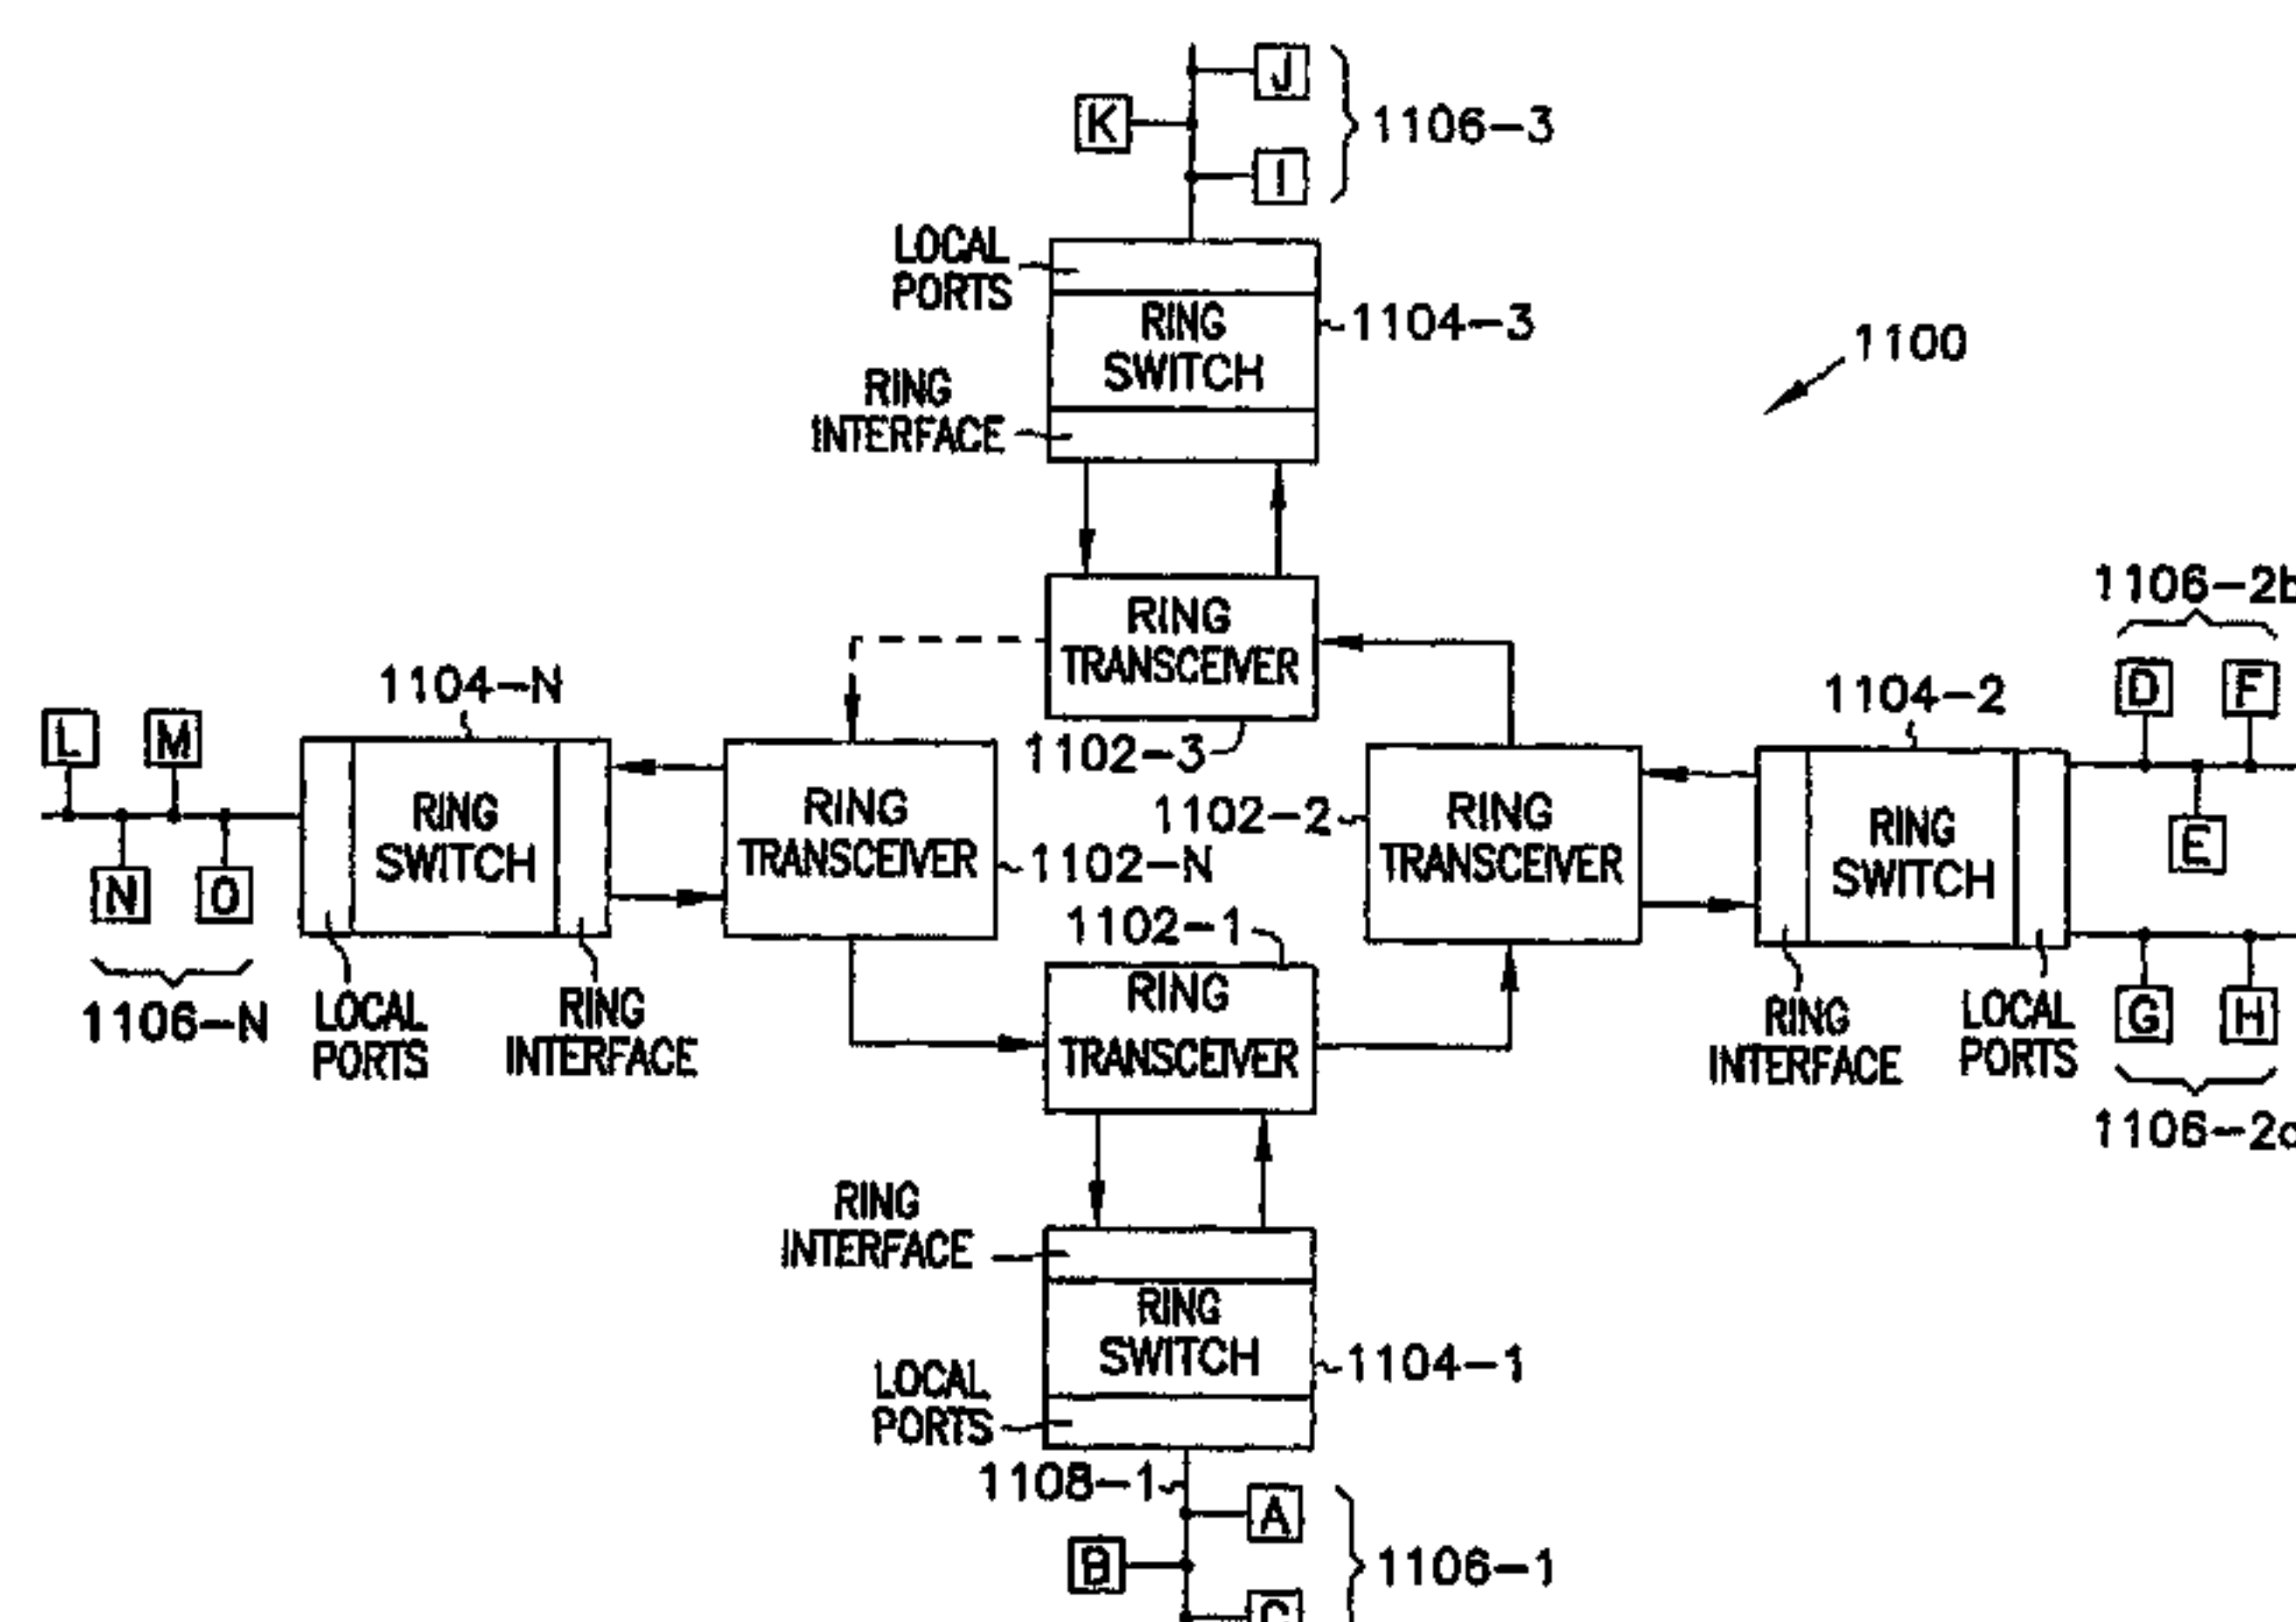 J
K
1106-3
I
LOCAL
PORTS
RING
SWITCH
1104-3
1100
RING
INTERFACE
1106-2b
RING
TRANSCEIVER
1104-N
1104-2
D
F
L
M
1102-3
RING
SWITCH
RING
TRANSCEIVER
1102-2
RING
TRANSCEIVER
RING
SWITCH
E
1102-N
N
O
1102-1
RING
TRANSCEIVER
1106-N
LOCAL
PORTS
RING
INTERFACE
RING
INTERFACE
LOCAL
PORTS
G
H
1106-2a
RING
INTERFACE
RING
SWITCH
1104-1
LOCAL
PORTS
1108-1
A
B
1106-1
C